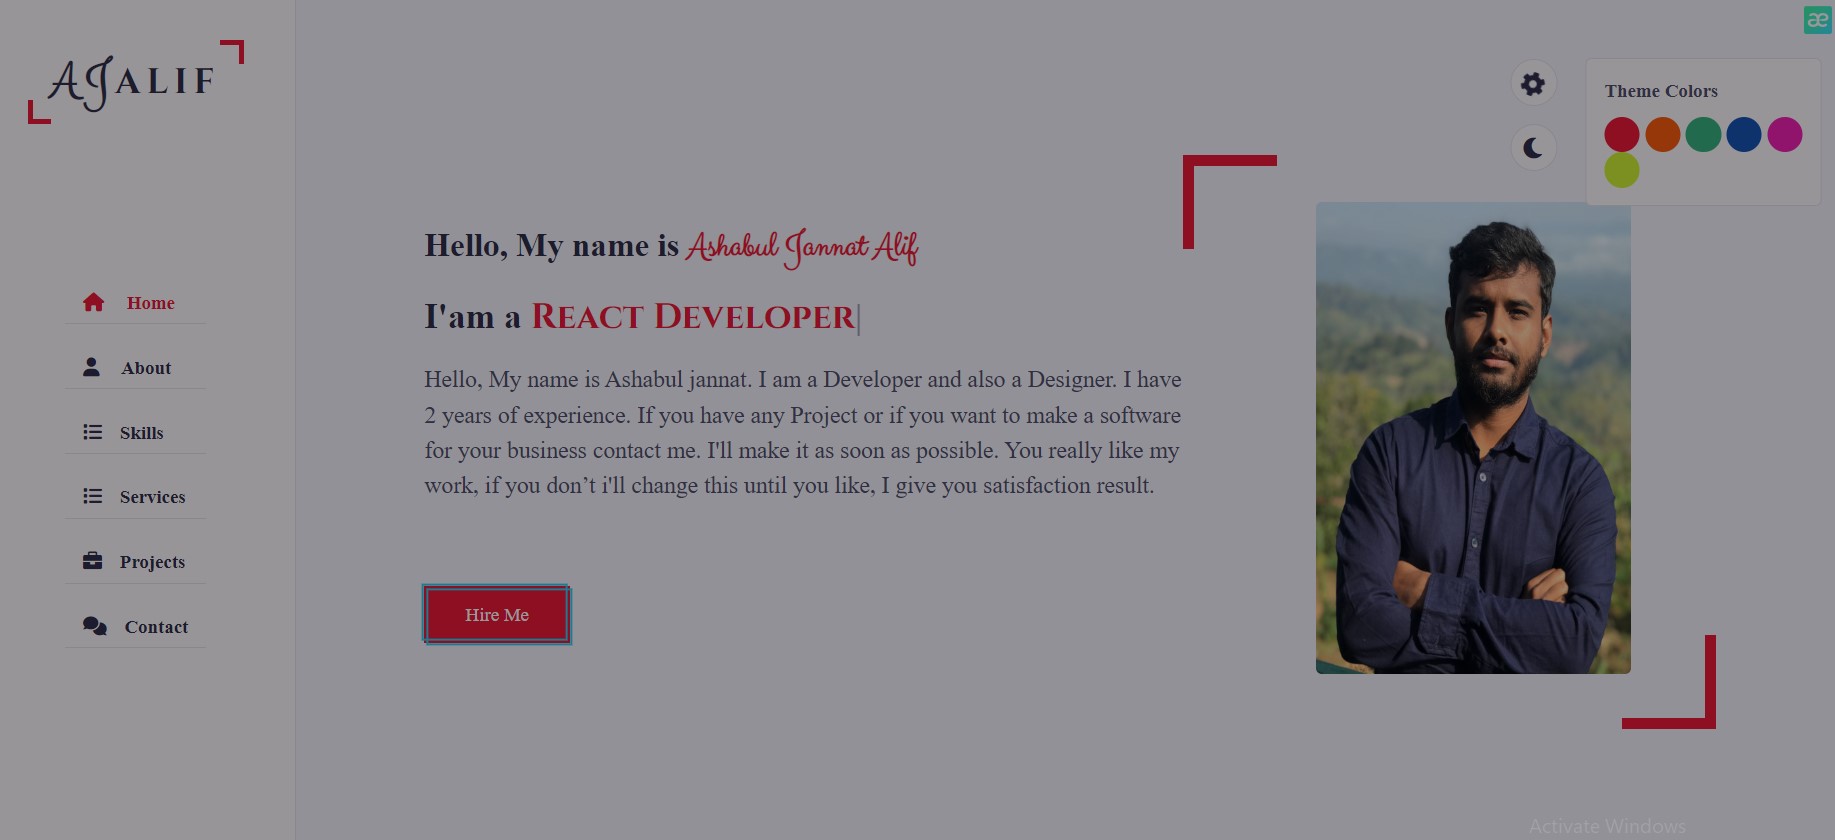 AJALIF
æ
Theme Colors
Hello, My name is Ashabul Jannat Alif
I'am a REACT DEVELOPER|
Hello, My name is Ashabul jannat. I am a Developer and also a Designer. I have
2 years of experience. If you have any Project or if you want to make a software
for your business contact me. I'll make it as soon as possible. You really like my
work, if you don’t i'll change this until you like, I give you satisfaction result.
Hire Me
Home
About
Skills
Services
Projects
Contact
Activate Windows